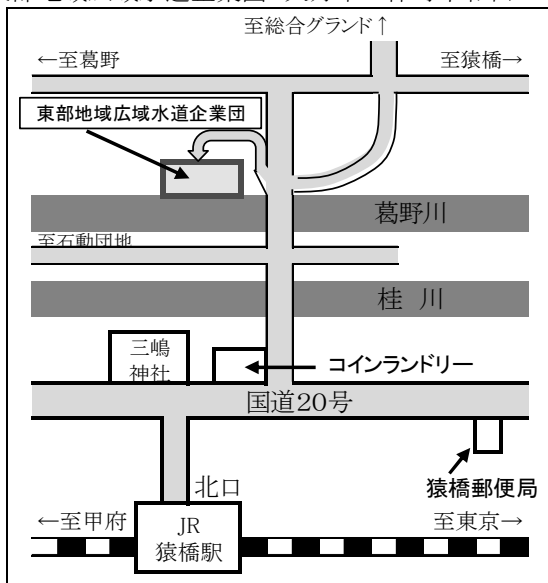 至総合グランド↑
←至葛野
至猿橋→
東部地域広域水道企業団
葛野川
至石動団地
桂 川
三嶋
神社
コインランドリー
国道20号
猿橋郵便局
北口
←至甲府
JR
猿橋駅
至東京→